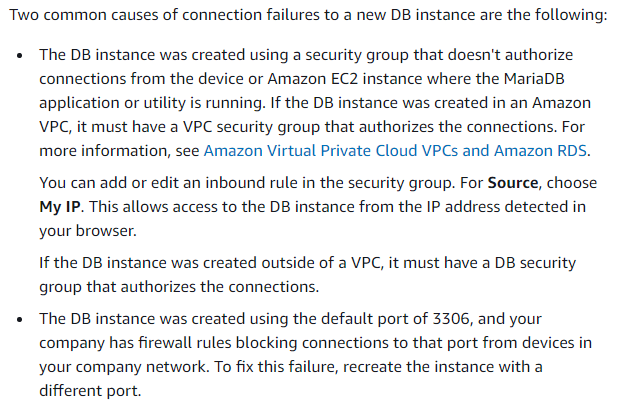 Two common causes of connection failures to a new DB instance are the following:
• The DB instance was created using a security group that doesn't authorize
connections from the device or Amazon EC2 instance where the MariaDB
application or utility is running. If the DB instance was created in an Amazon
VPC, it must have a VPC security group that authorizes the connections. For
more information, see Amazon Virtual Private Cloud VPCs and Amazon RDS.
You can add or edit an inbound rule in the security group. For Source, choose
My IP. This allows access to the DB instance from the IP address detected in
your browser.
If the DB instance was created outside of a VPC, it must have a DB security
group that authorizes the connections.
• The DB instance was created using the default port of 3306, and your
company has firewall rules blocking connections to that port from devices in
your company network. To fix this failure, recreate the instance with a
different port.